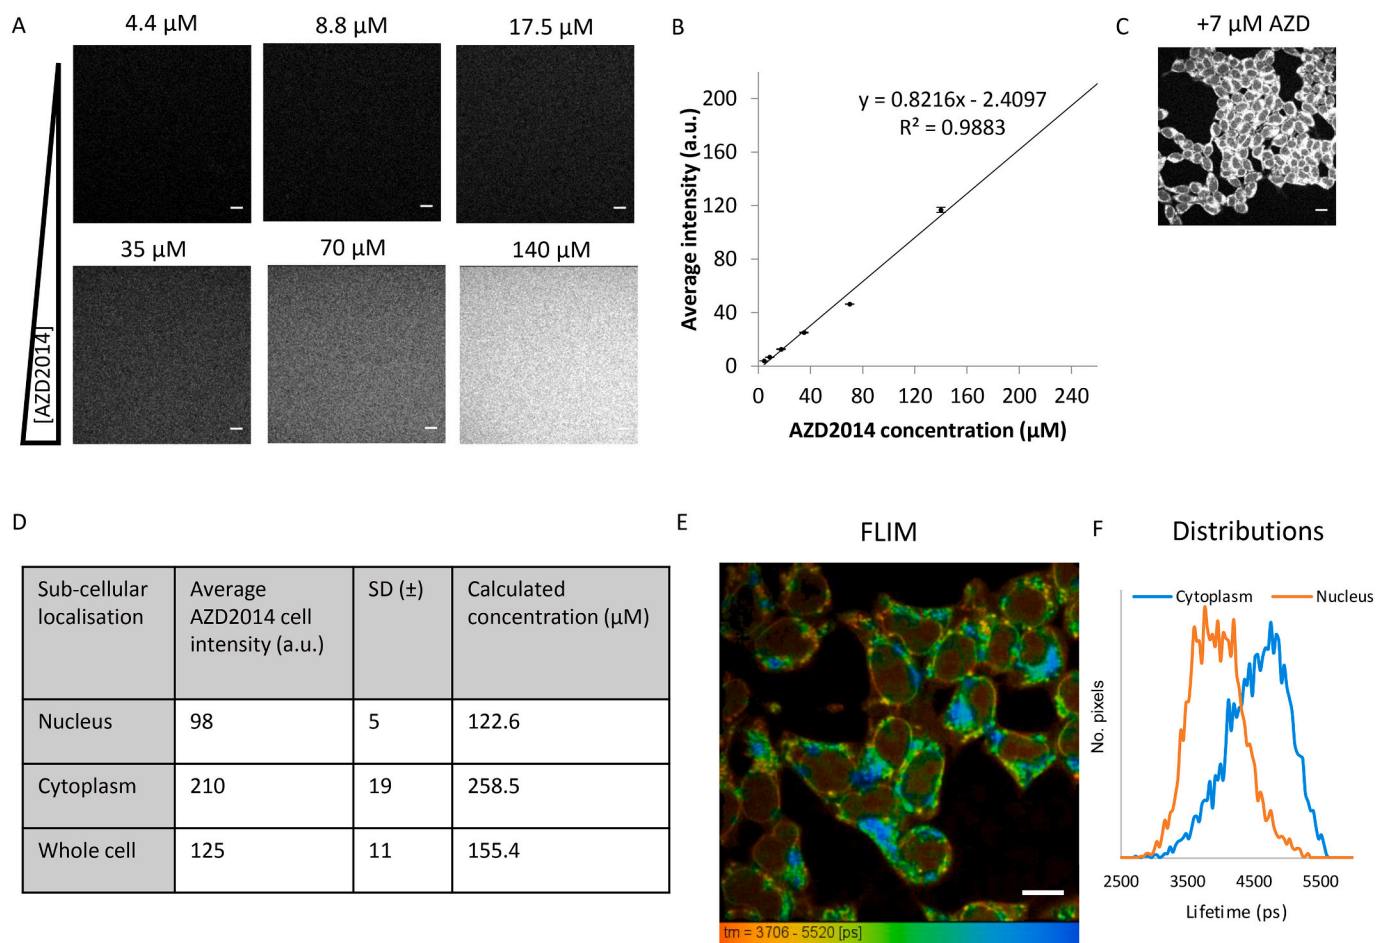 A
4.4 µM
8.8 µM
17.5 µM
35 µM
70 µM
140 µM
[AZD2014]
B
y = 0.8216x - 2.4097
R² = 0.9883
Average intensity (a.u.)
200
160
120
80
40
0
0 40 80 120 160 200 240
AZD2014 concentration (µM)
C
+7 µM AZD
D
Sub-cellular
localisation
Average
AZD2014 cell
intensity (a.u.)
SD (±)
Calculated
concentration (µM)
Nucleus 98 5 122.6
Cytoplasm 210 19 258.5
Whole cell 125 11 155.4
E
FLIM
tm = 3706 - 5520 [ps]
F
Distributions
Cytoplasm Nucleus
No. pixels
2500 3500 4500 5500
Lifetime (ps)